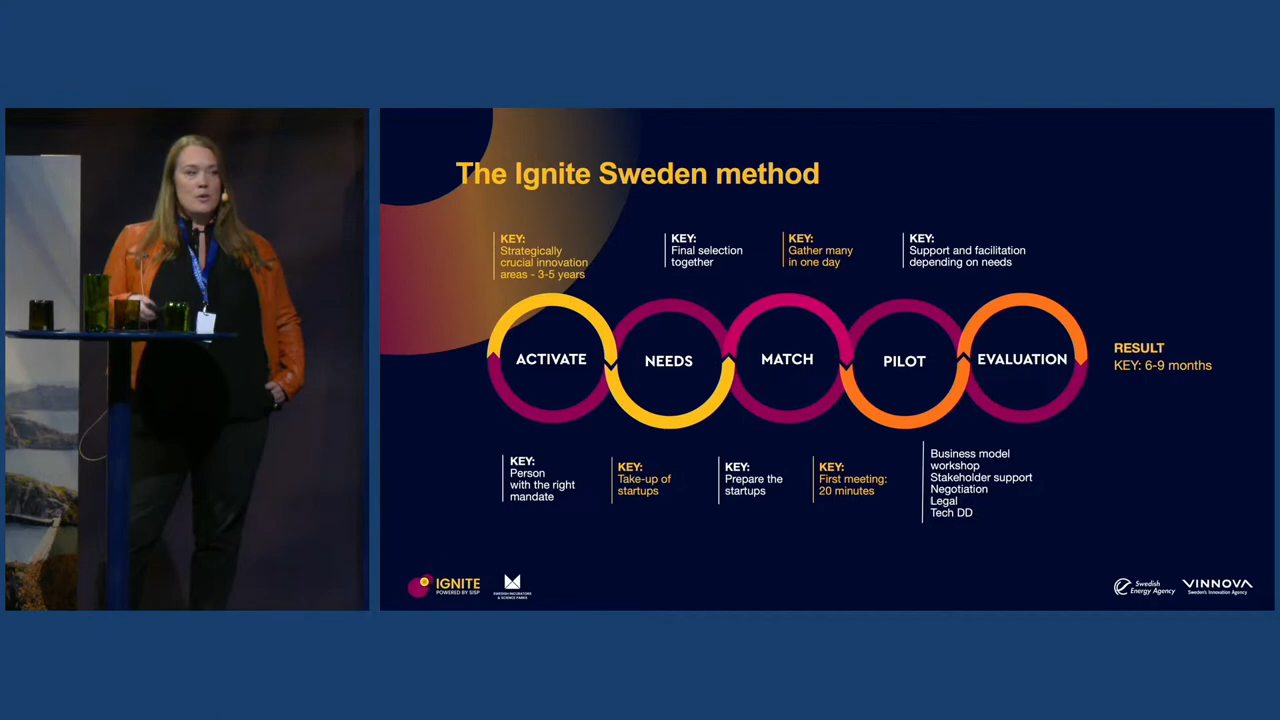 The Ignite Sweden method
KEY:
Strategically
crucial innovation
areas - 3-5 years
KEY:
Final selection
together
KEY:
Gather many
in one day
KEY:
Support and facilitation
depending on needs
ACTIVATE
NEEDS
MATCH
PILOT
EVALUATION
RESULT
KEY: 6-9 months
KEY:
Person
with the right
mandate
KEY:
Take-up of
startups
KEY:
Prepare the
startups
KEY:
First meeting:
20 minutes
Business model
workshop
Stakeholder support
Negotiation
Legal
Tech DD
IGNITE
POWERED BY SISP
SWEDISH INCUBATORS
& SCIENCE PARKS
Swedish
Energy Agency
VINNOVA
Sweden's Innovation Agency